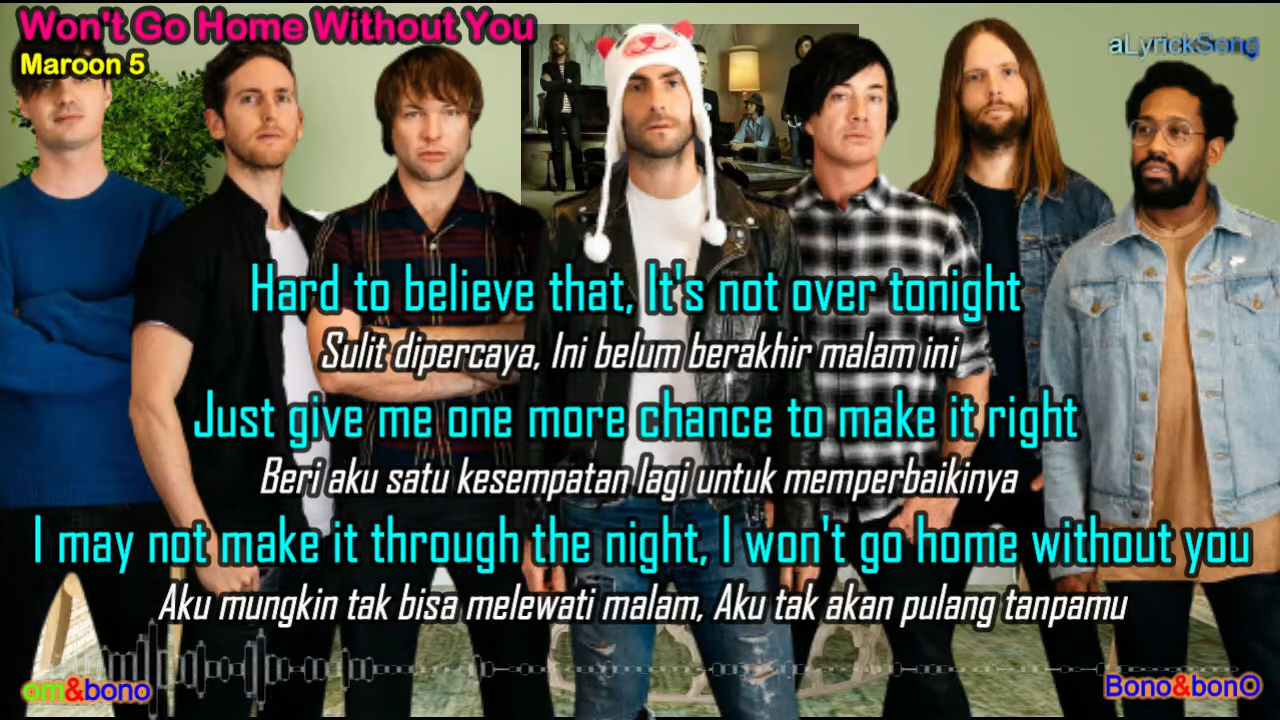 Won't Go Home Without You
Maroon 5
aLyrickSong
Hard to believe that, It's not over tonight
Sulit dipercaya, Ini belum berakhir malam ini
Just give me one more chance to make it right
Beri aku satu kesempatan lagi untuk memperbaikinya
I may not make it through the night, I won't go home without you
Aku mungkin tak bisa melewati malam, Aku tak akan pulang tanpamu
om&bono
Bono&bon©